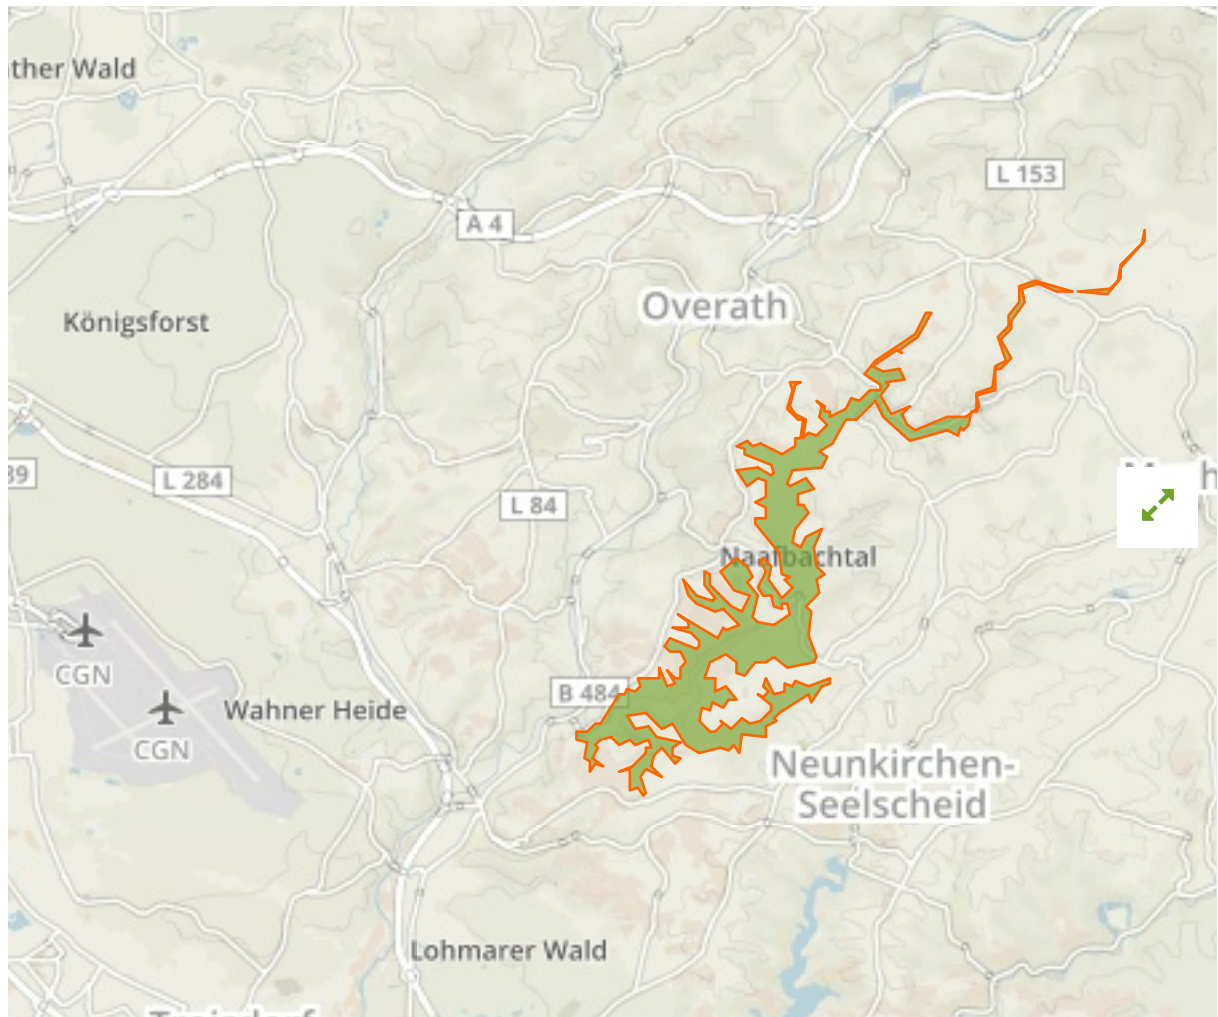 ther Wald
L 153
A 4
Overath
Königsforst
L 284
L 84
Naafbachtal
CGN
B 484
Wahner Heide
CGN
Neunkirchen-
Seelscheid
Lohmarer Wald